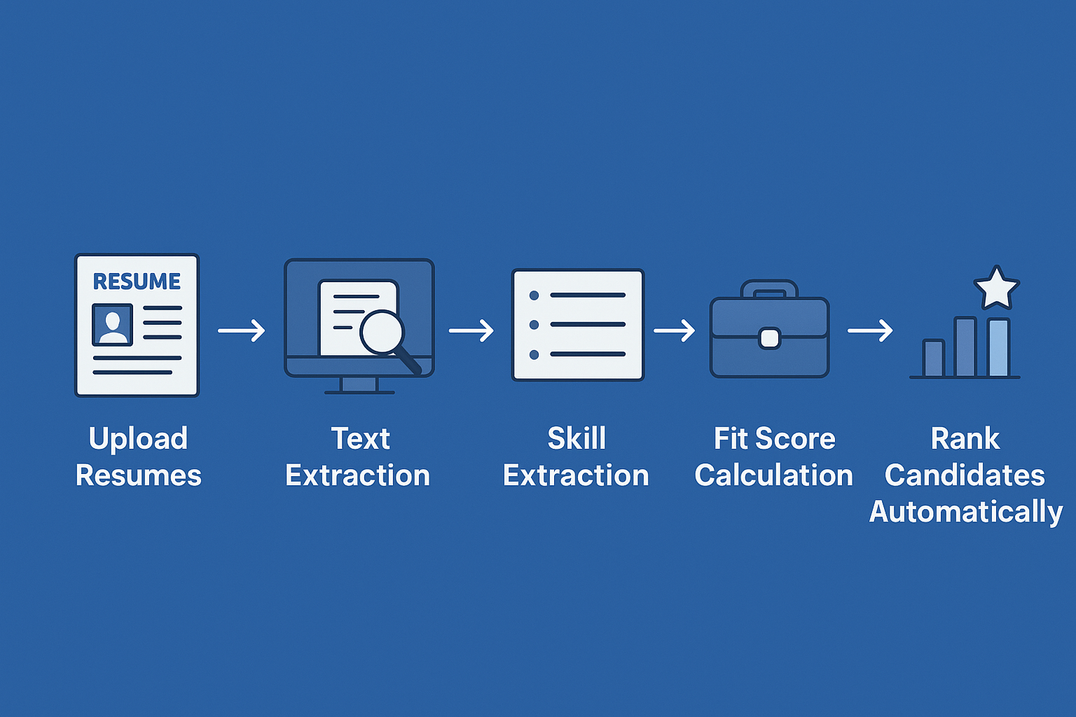 RESUME
Upload
Resumes
Text
Extraction
Skill
Extraction
Fit Score
Calculation
Rank
Candidates
Automatically